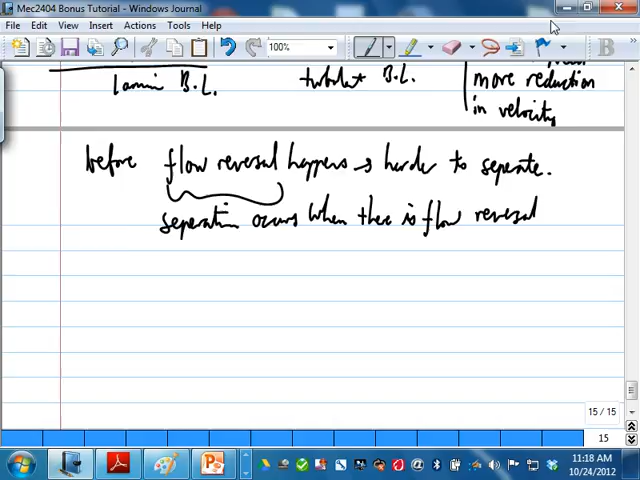 Mec2404 Bonus Tutorial - Windows Journal
File Edit View Insert Actions Tools Help
100%
B
lamin B.L.
turbulent B.L.
more reduction
in velocity
before flow reversal happens → harder to seperate.
seperation occurs when there is flow reversal
15 / 15
15
11:18 AM
10/24/2012